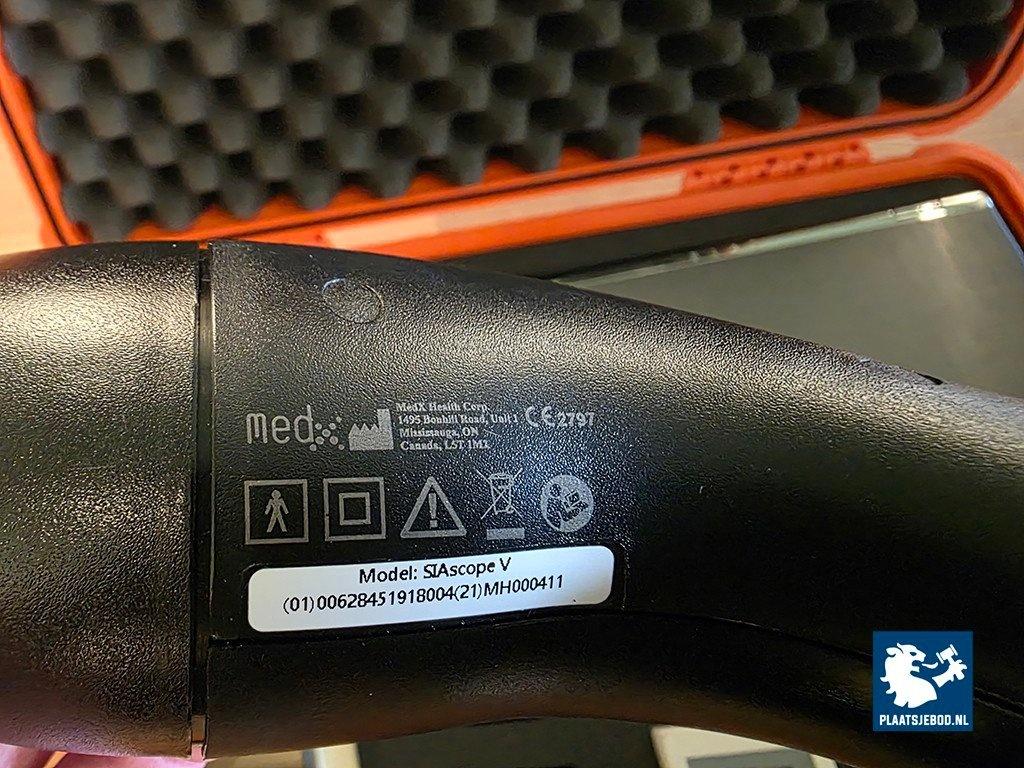 medx
MedX Health Corp.
1495 Bonhill Road, Unit 1
Mississauga, ON
Canada, L5T 1M2
CE 2797
Model: SIAscope V
(01)00628451918004(21)MH000411
PLAATSJEBOD.NL